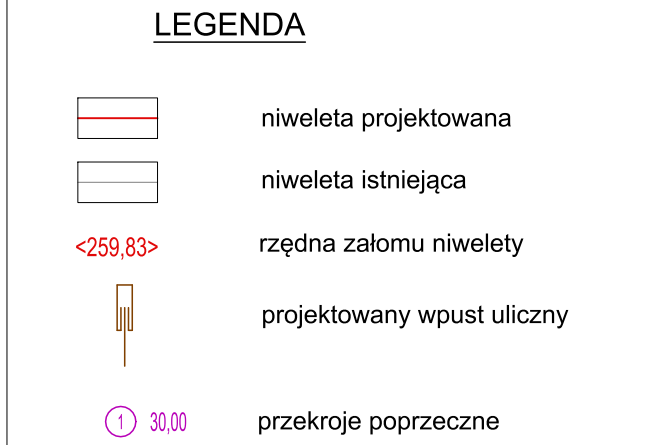 LEGENDA
niweleta projektowana
niweleta istniejąca
<259,83> rzędna załomu niwelety
projektowany wpust uliczny
1 30,00 przekroje poprzeczne